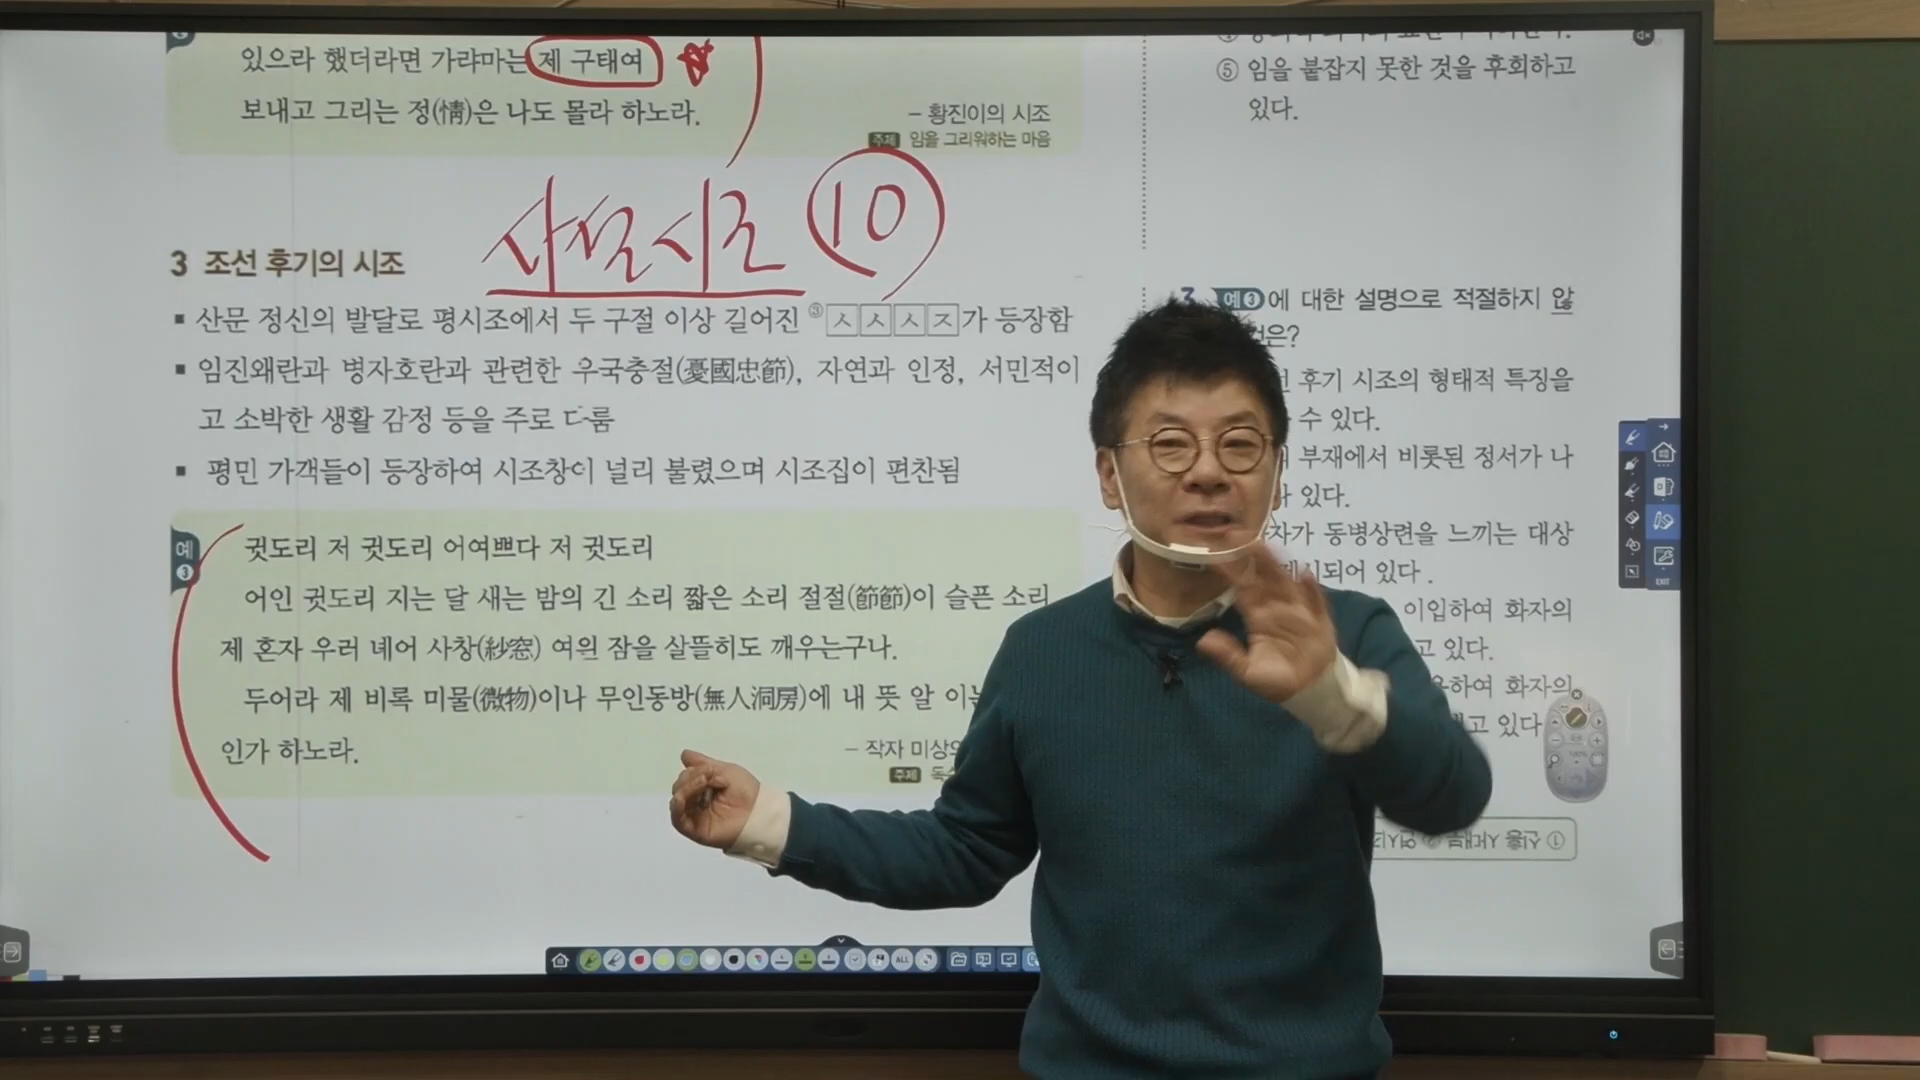 있으라 했더라면 가랴마는 제 구태여
보내고 그리는 정(情)은 나도 몰라 하노라.
– 황진이의 시조
주제 임을 그리워하는 마음
사설시조 10
3 조선 후기의 시조
▪ 산문 정신의 발달로 평시조에서 두 구절 이상 길어진 ③ ㅅㅅㅅㅈ가 등장함
▪ 임진왜란과 병자호란과 관련한 우국충절(憂國忠節), 자연과 인정, 서민적이
고 소박한 생활 감정 등을 주로 다룸
▪ 평민 가객들이 등장하여 시조창이 널리 불렸으며 시조집이 편찬됨
예 3
귓도리 저 귓도리 어여쁘다 저 귓도리
어인 귓도리 지는 달 새는 밤의 긴 소리 짧은 소리 절절(節節)이 슬픈 소리
제 혼자 우러 녜어 사창(紗窓) 여읜 잠을 살뜰히도 깨우는구나.
두어라 제 비록 미물(微物)이나 무인동방(無人洞房)에 내 뜻 알 이는
인가 하노라.
– 작자 미상의
주제
⑤ 임을 붙잡지 못한 것을 후회하고
있다.
3 예3에 대한 설명으로 적절하지 않
은?
후기 시조의 형태적 특징을
수 있다.
부재에서 비롯된 정서가 나
있다.
자가 동병상련을 느끼는 대상
제시되어 있다.
이입하여 화자의
고 있다.
용하여 화자의
고 있다
ALL
EXIT